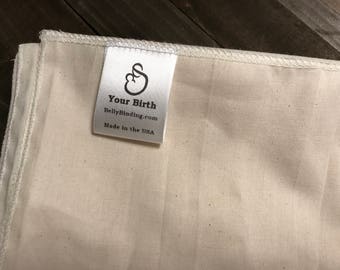 Your Birth
BellyBinding.com
Made in the USA